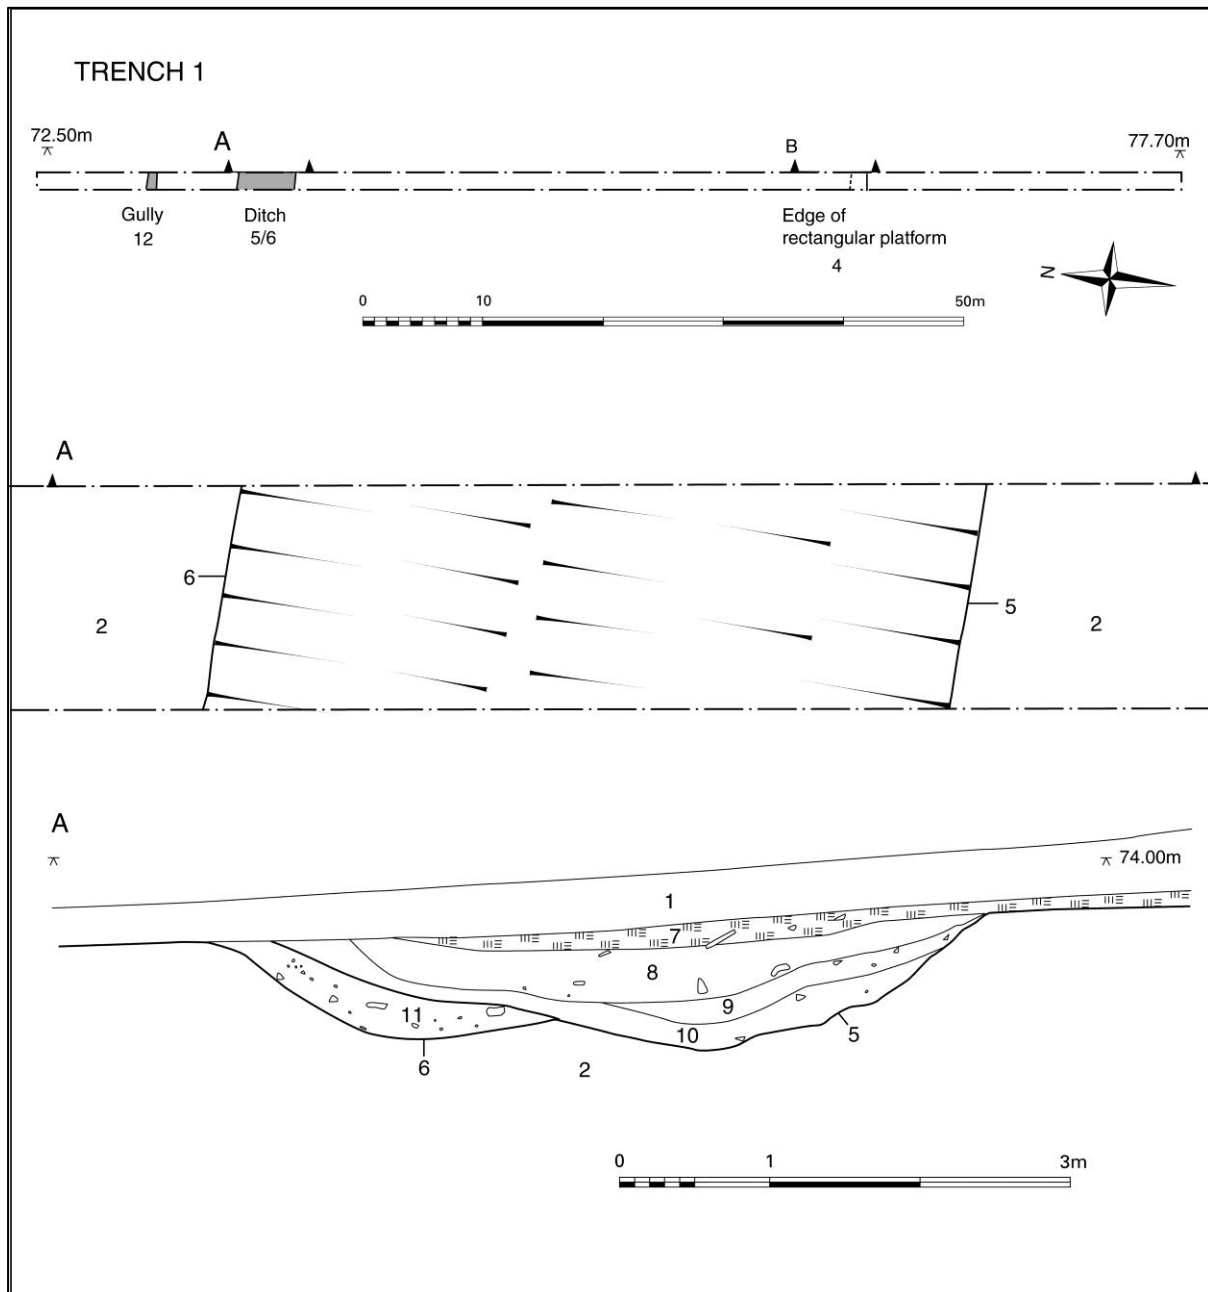 TRENCH 1
72.50m
A
B
77.70m
Gully
12
Ditch
5/6
Edge of
rectangular platform
4
N
0 10 50m
A
6
5
2
2
A
74.00m
1
7
8
9
11
10
5
6
2
0 1 3m